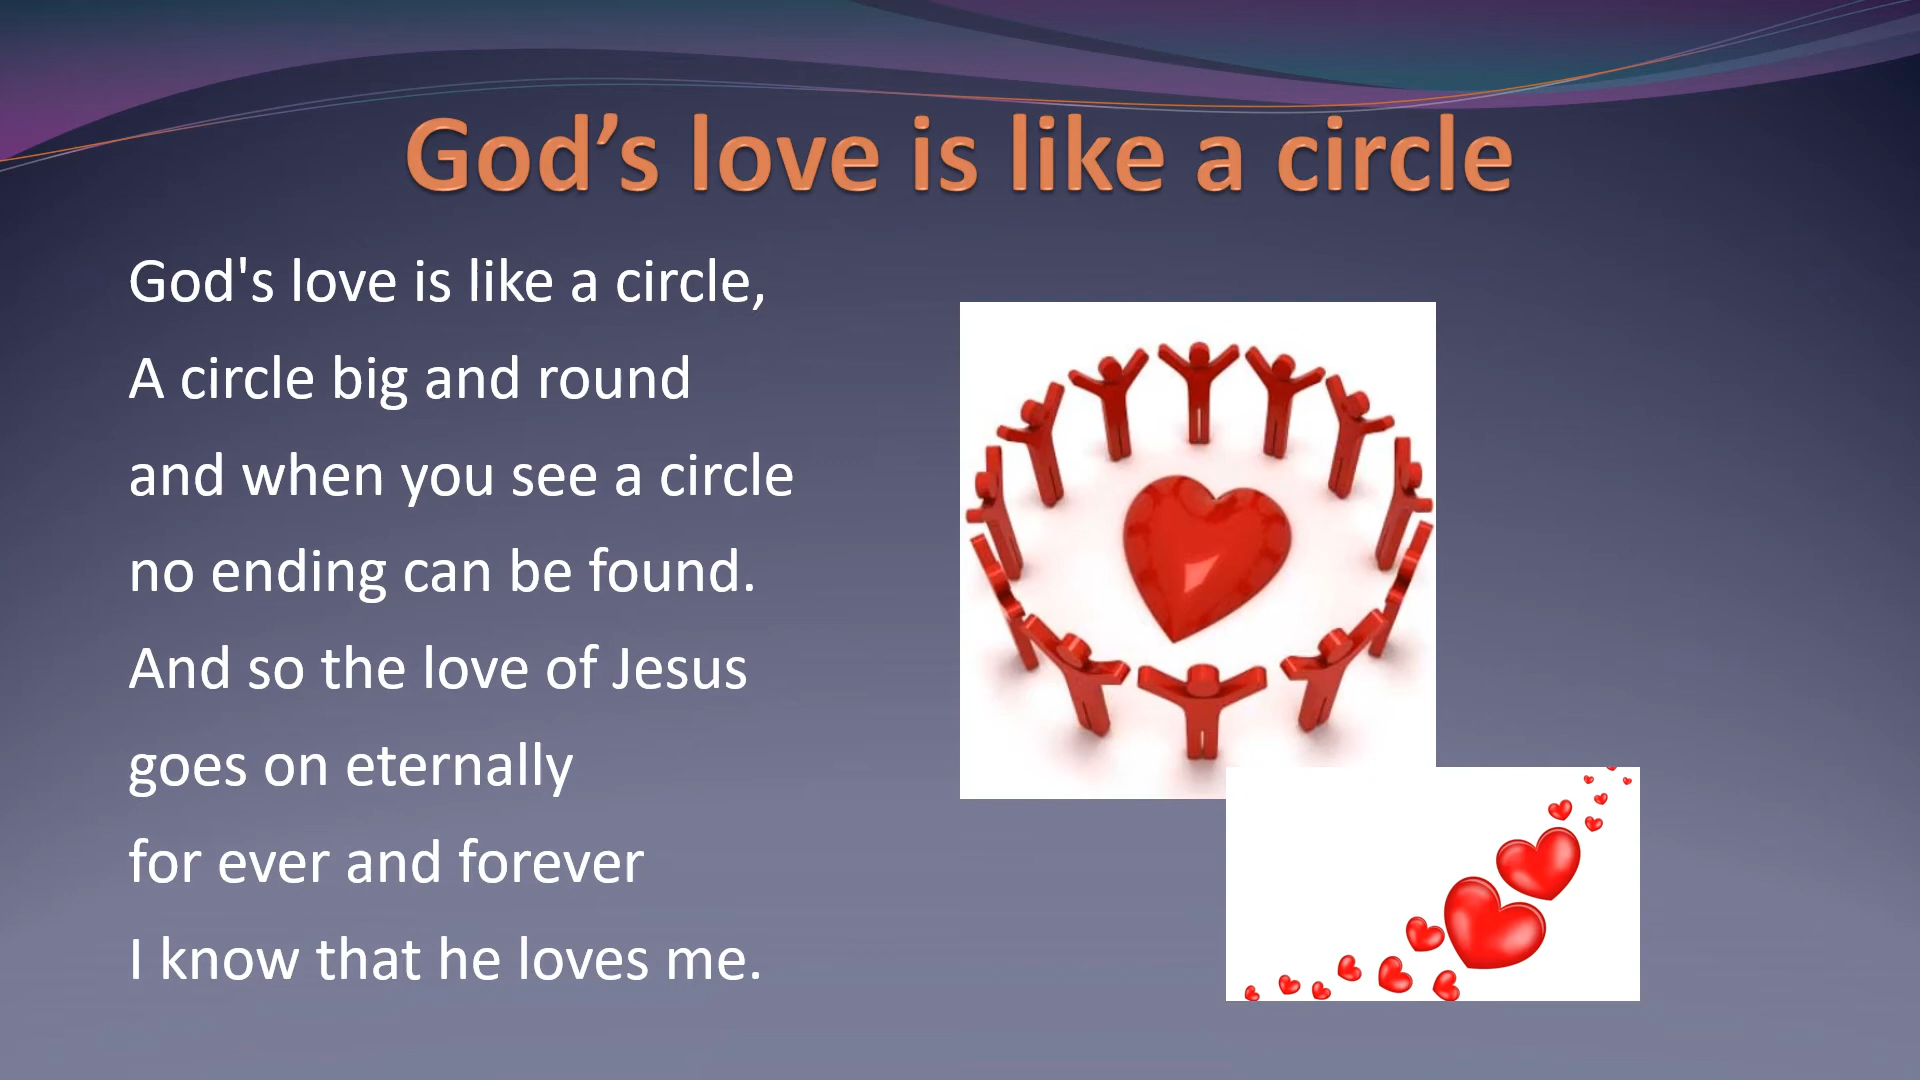 God’s love is like a circle
God's love is like a circle,
A circle big and round
and when you see a circle
no ending can be found.
And so the love of Jesus
goes on eternally
for ever and forever
I know that he loves me.